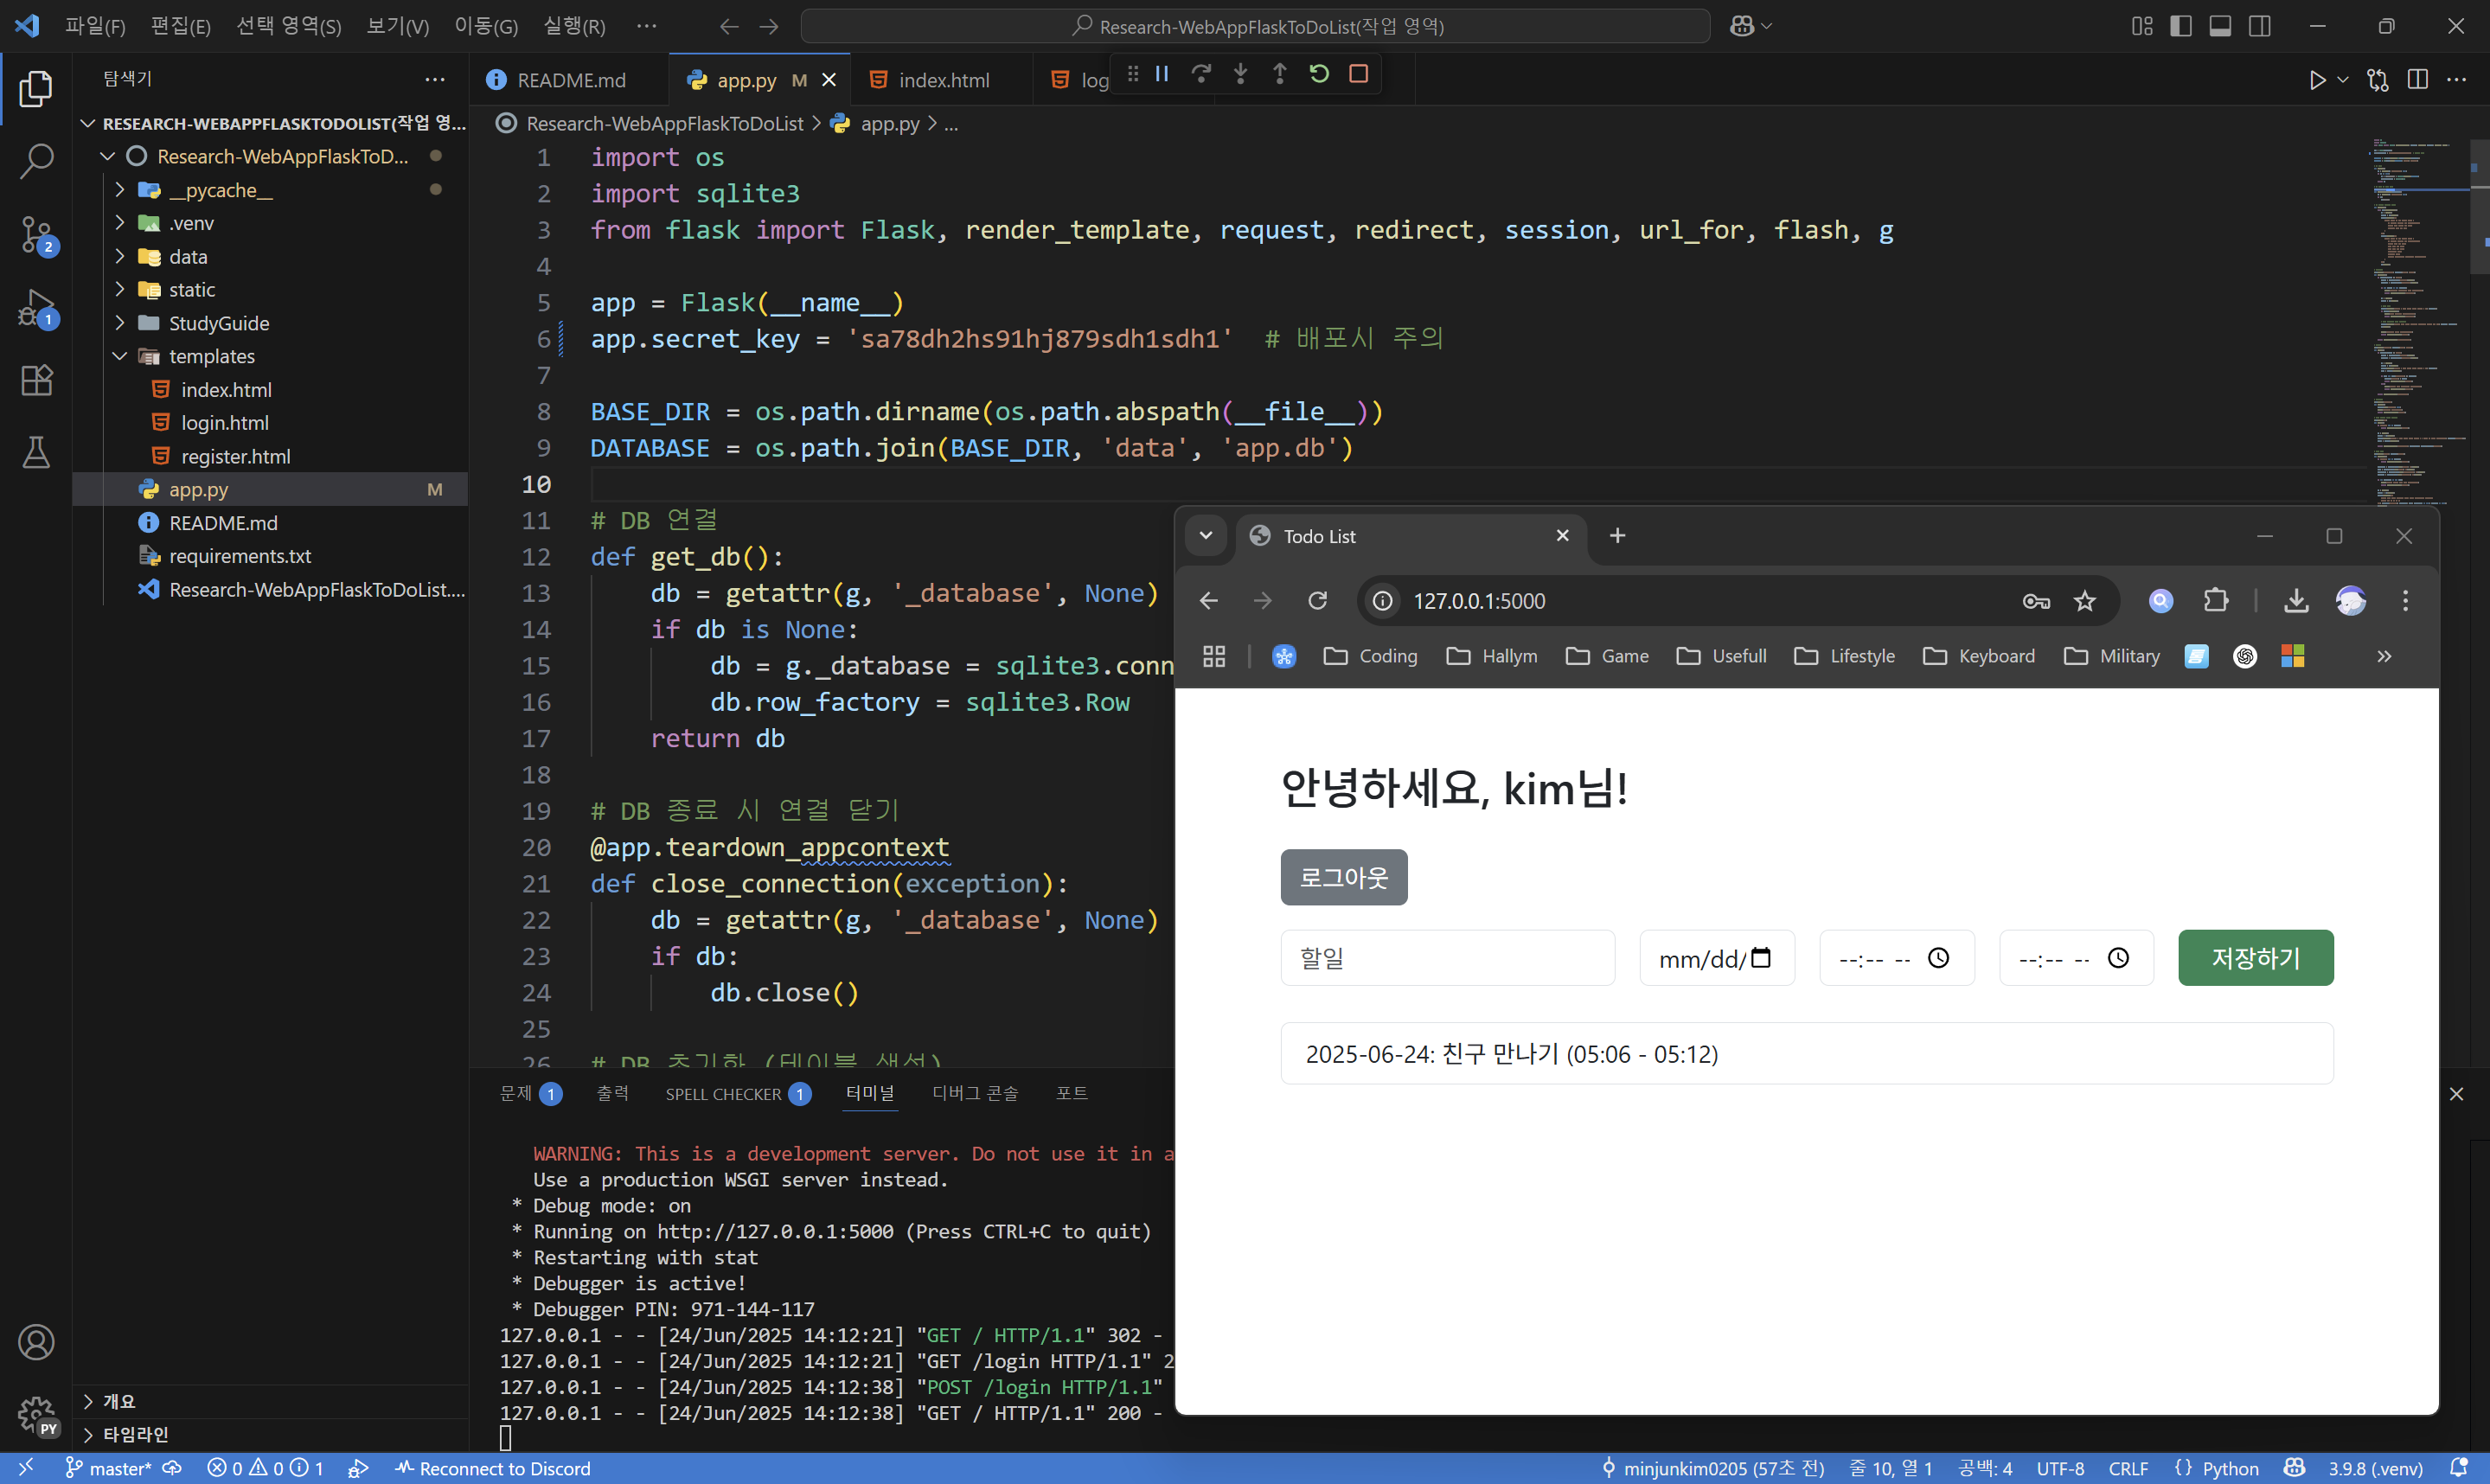 파일(F) 편집(E) 선택 영역(S) 보기(V) 이동(G) 실행(R) ··· Research-WebAppFlaskToDoList(작업 영역)
탐색기
README.md app.py M index.html log
RESEARCH-WEBAPPFLASKTODOLIST(작업 영...
Research-WebAppFlaskToD...
__pycache__
.venv
data
static
StudyGuide
templates
index.html
login.html
register.html
app.py M
README.md
requirements.txt
Research-WebAppFlaskToDoList....
개요
타임라인
2
1
PY
Research-WebAppFlaskToDoList > app.py > ...
1 import os
2 import sqlite3
3 from flask import Flask, render_template, request, redirect, session, url_for, flash, g
4
5 app = Flask(__name__)
6 app.secret_key = 'sa78dh2hs91hj879sdh1sdh1' # 배포시 주의
7
8 BASE_DIR = os.path.dirname(os.path.abspath(__file__))
9 DATABASE = os.path.join(BASE_DIR, 'data', 'app.db')
10
11 # DB 연결
12 def get_db():
13 db = getattr(g, '_database', None)
14 if db is None:
15 db = g._database = sqlite3.conn
16 db.row_factory = sqlite3.Row
17 return db
18
19 # DB 종료 시 연결 닫기
20 @app.teardown_appcontext
21 def close_connection(exception):
22 db = getattr(g, '_database', None)
23 if db:
24 db.close()
25
26 # DB 초기화 (테이블 생성)
문제 1 출력 SPELL CHECKER 1 터미널 디버그 콘솔 포트
WARNING: This is a development server. Do not use it in a
Use a production WSGI server instead.
* Debug mode: on
* Running on http://127.0.0.1:5000 (Press CTRL+C to quit)
* Restarting with stat
* Debugger is active!
* Debugger PIN: 971-144-117
127.0.0.1 - - [24/Jun/2025 14:12:21] "GET / HTTP/1.1" 302 -
127.0.0.1 - - [24/Jun/2025 14:12:21] "GET /login HTTP/1.1" 2
127.0.0.1 - - [24/Jun/2025 14:12:38] "POST /login HTTP/1.1"
127.0.0.1 - - [24/Jun/2025 14:12:38] "GET / HTTP/1.1" 200 -
Todo List
127.0.0.1:5000
Coding Hallym Game Usefull Lifestyle Keyboard Military
안녕하세요, kim님!
로그아웃
할일 mm/dd/ --:-- -- --:-- -- 저장하기
2025-06-24: 친구 만나기 (05:06 - 05:12)
master* 0 0 1 Reconnect to Discord minjunkim0205 (57초 전) 줄 10, 열 1 공백: 4 UTF-8 CRLF {} Python 3.9.8 (.venv)